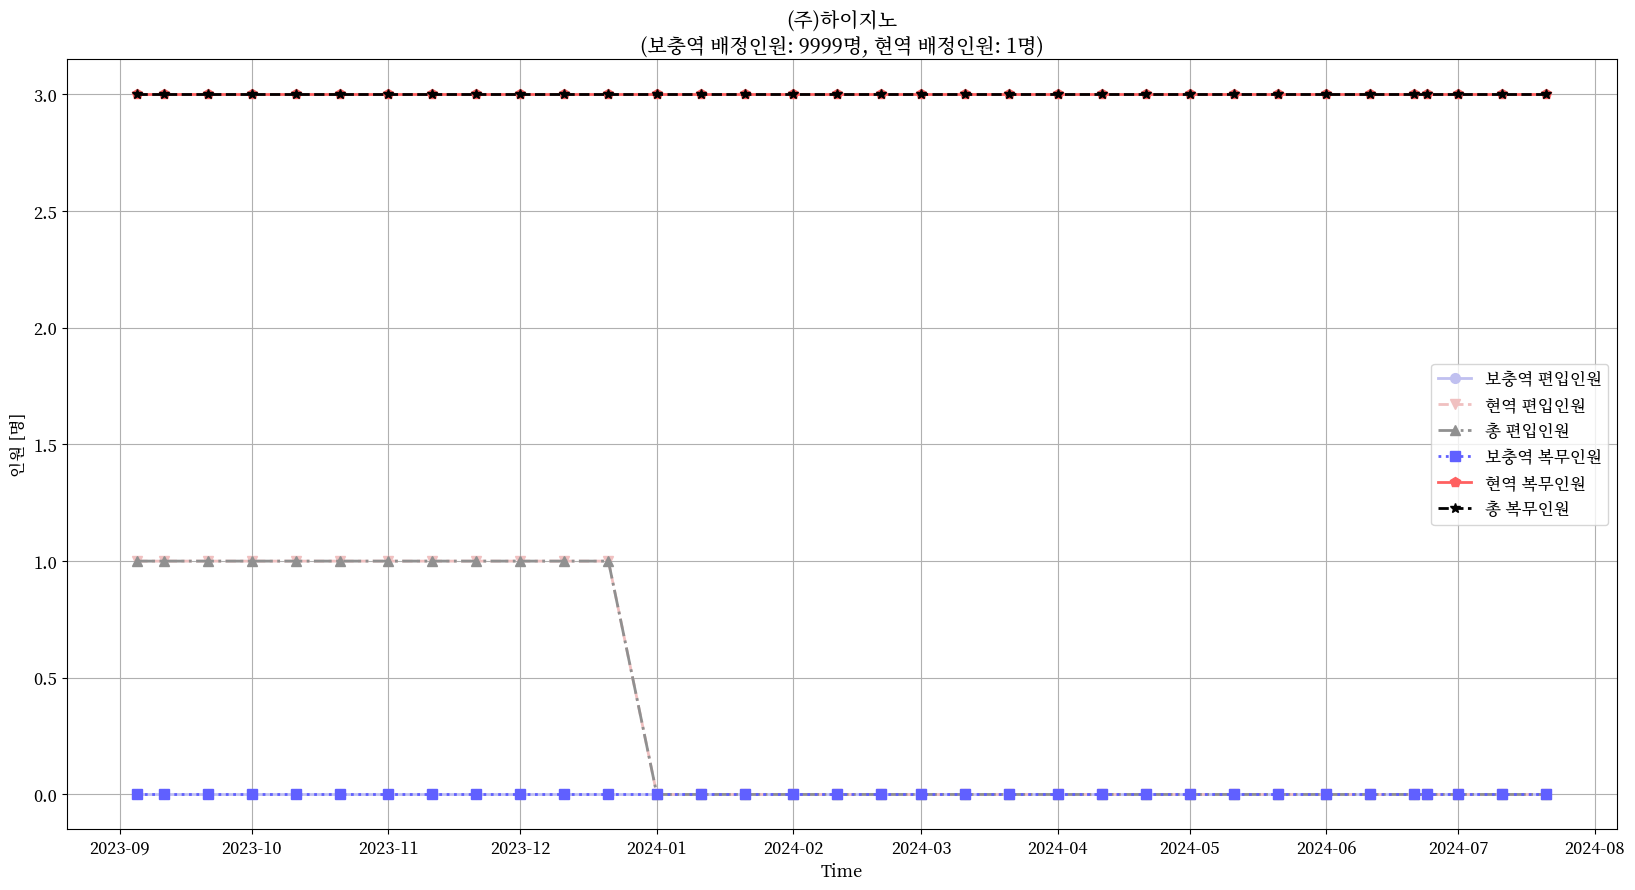 (주)하이지노
(보충역 배정인원: 9999명, 현역 배정인원: 1명)
인원 [명]
3.0
2.5
2.0
1.5
1.0
0.5
0.0
보충역 편입인원
현역 편입인원
총 편입인원
보충역 복무인원
현역 복무인원
총 복무인원
2023-09 2023-10 2023-11 2023-12 2024-01 2024-02 2024-03 2024-04 2024-05 2024-06 2024-07 2024-08
Time